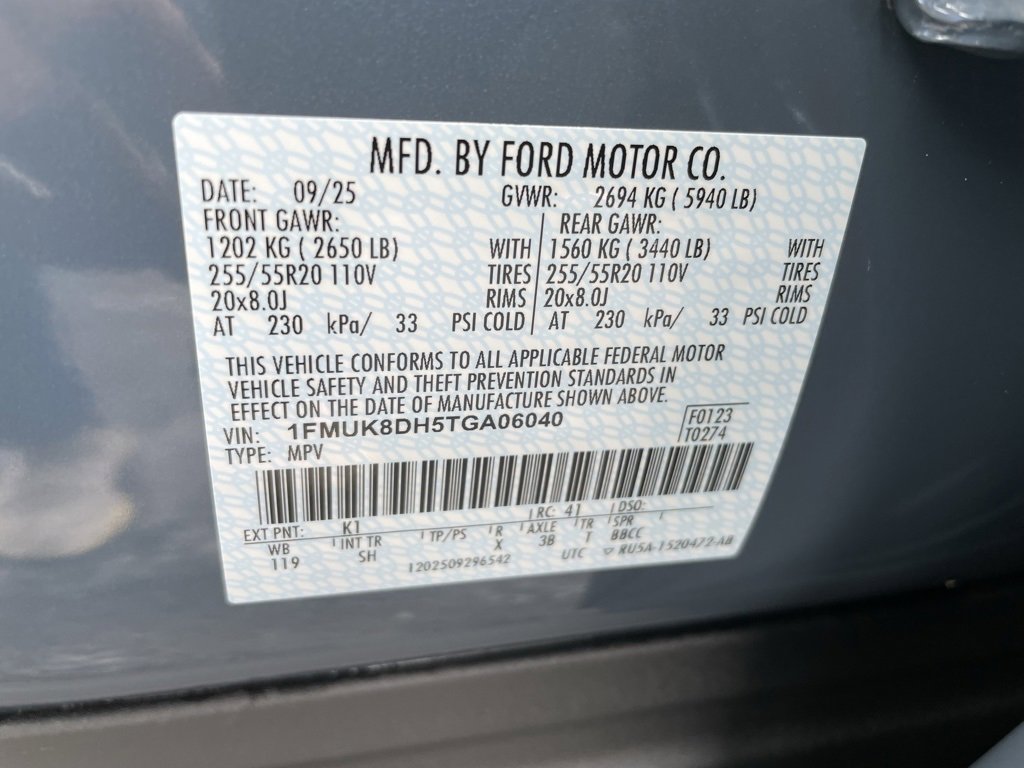 MFD. BY FORD MOTOR CO.
DATE: 09/25 GVWR: 2694 KG ( 5940 LB)
FRONT GAWR: REAR GAWR:
1202 KG ( 2650 LB) WITH 1560 KG ( 3440 LB) WITH
255/55R20 110V TIRES 255/55R20 110V TIRES
20x8.0J RIMS 20x8.0J RIMS
AT 230 kPa/ 33 PSI COLD AT 230 kPa/ 33 PSI COLD
THIS VEHICLE CONFORMS TO ALL APPLICABLE FEDERAL MOTOR
VEHICLE SAFETY AND THEFT PREVENTION STANDARDS IN
EFFECT ON THE DATE OF MANUFACTURE SHOWN ABOVE.
VIN: 1FMUK8DH5TGA06040 F0123
TYPE: MPV T0274
EXT PNT: K1 RC: 41 DSO:
WB INT TR TP/PS R AXLE TR SPR
119 SH X 3B T BBCC
1202509296542 UTC ▽ RU5A-1520472-AB